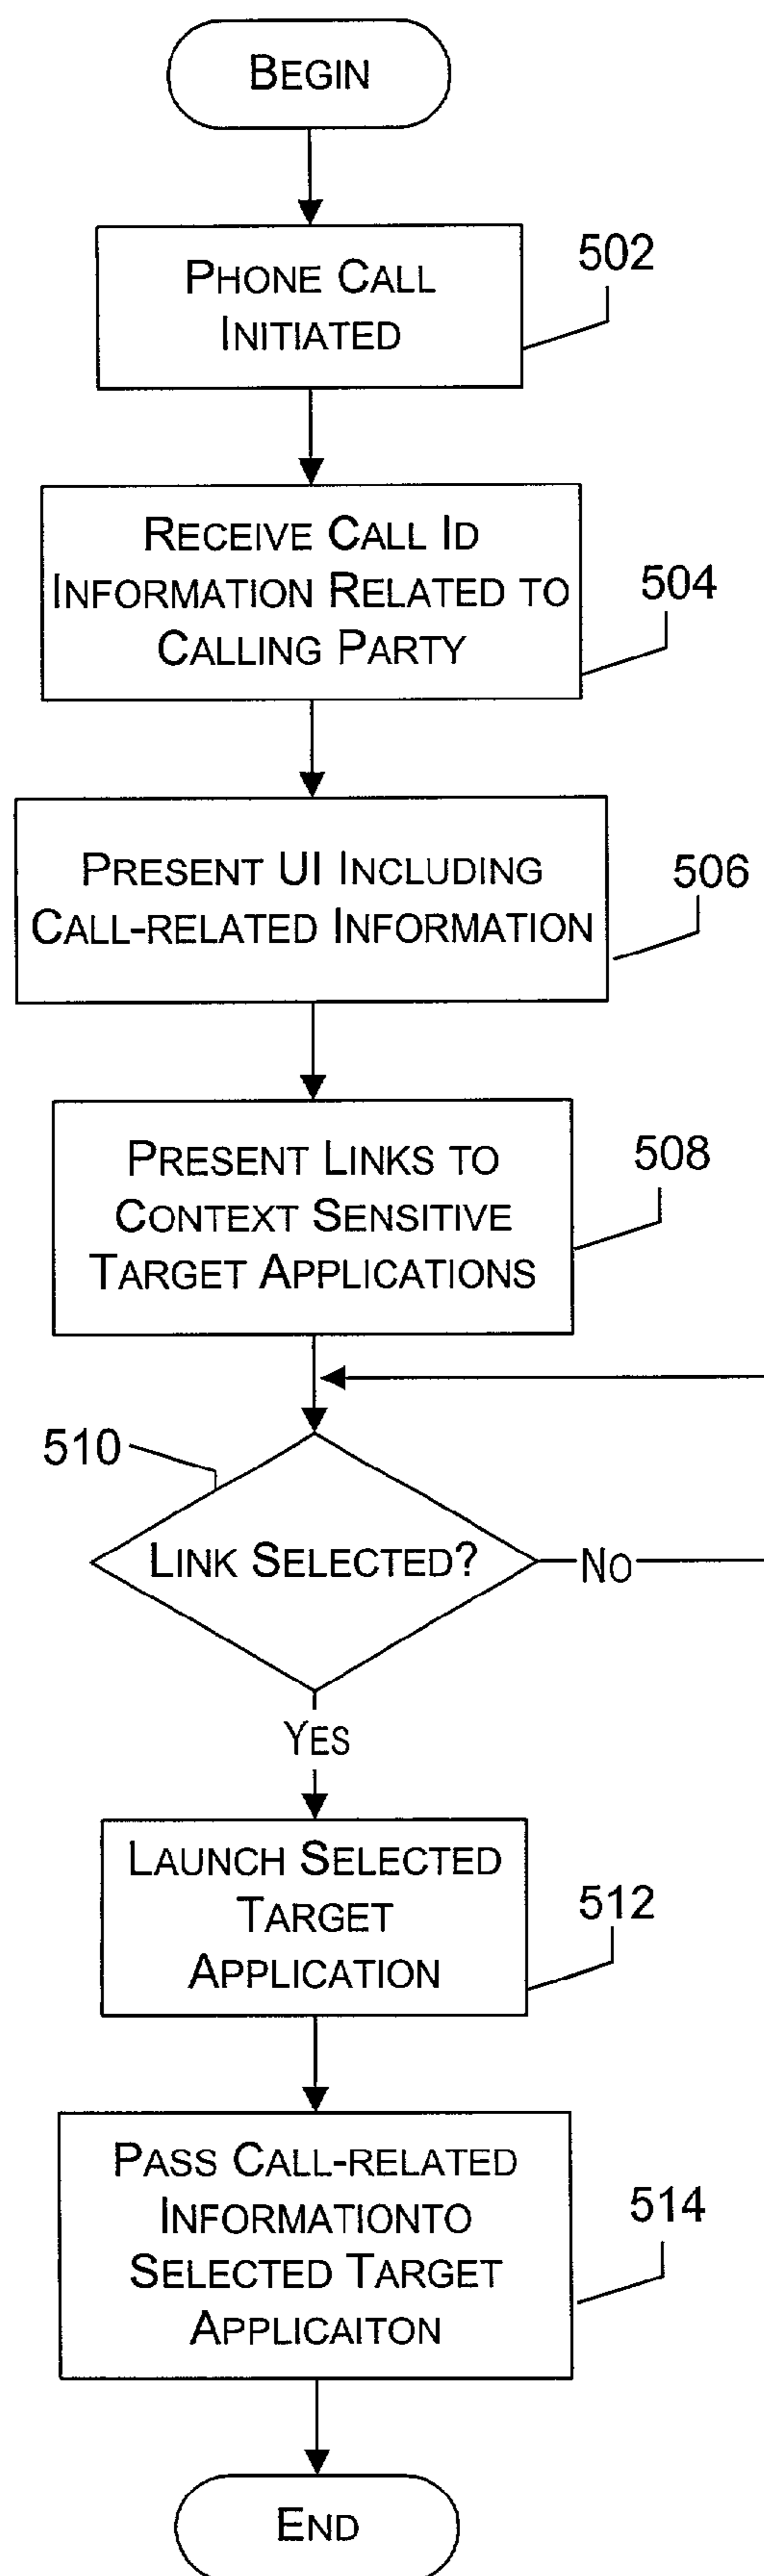 BEGIN
PHONE CALL
INITIATED
502
RECEIVE CALL ID
INFORMATION RELATED TO
CALLING PARTY
504
PRESENT UI INCLUDING
CALL-RELATED INFORMATION
506
PRESENT LINKS TO
CONTEXT SENSITIVE
TARGET APPLICATIONS
508
510
LINK SELECTED?
NO
YES
LAUNCH SELECTED
TARGET
APPLICATION
512
PASS CALL-RELATED
INFORMATIONTO
SELECTED TARGET
APPLICAITON
514
END